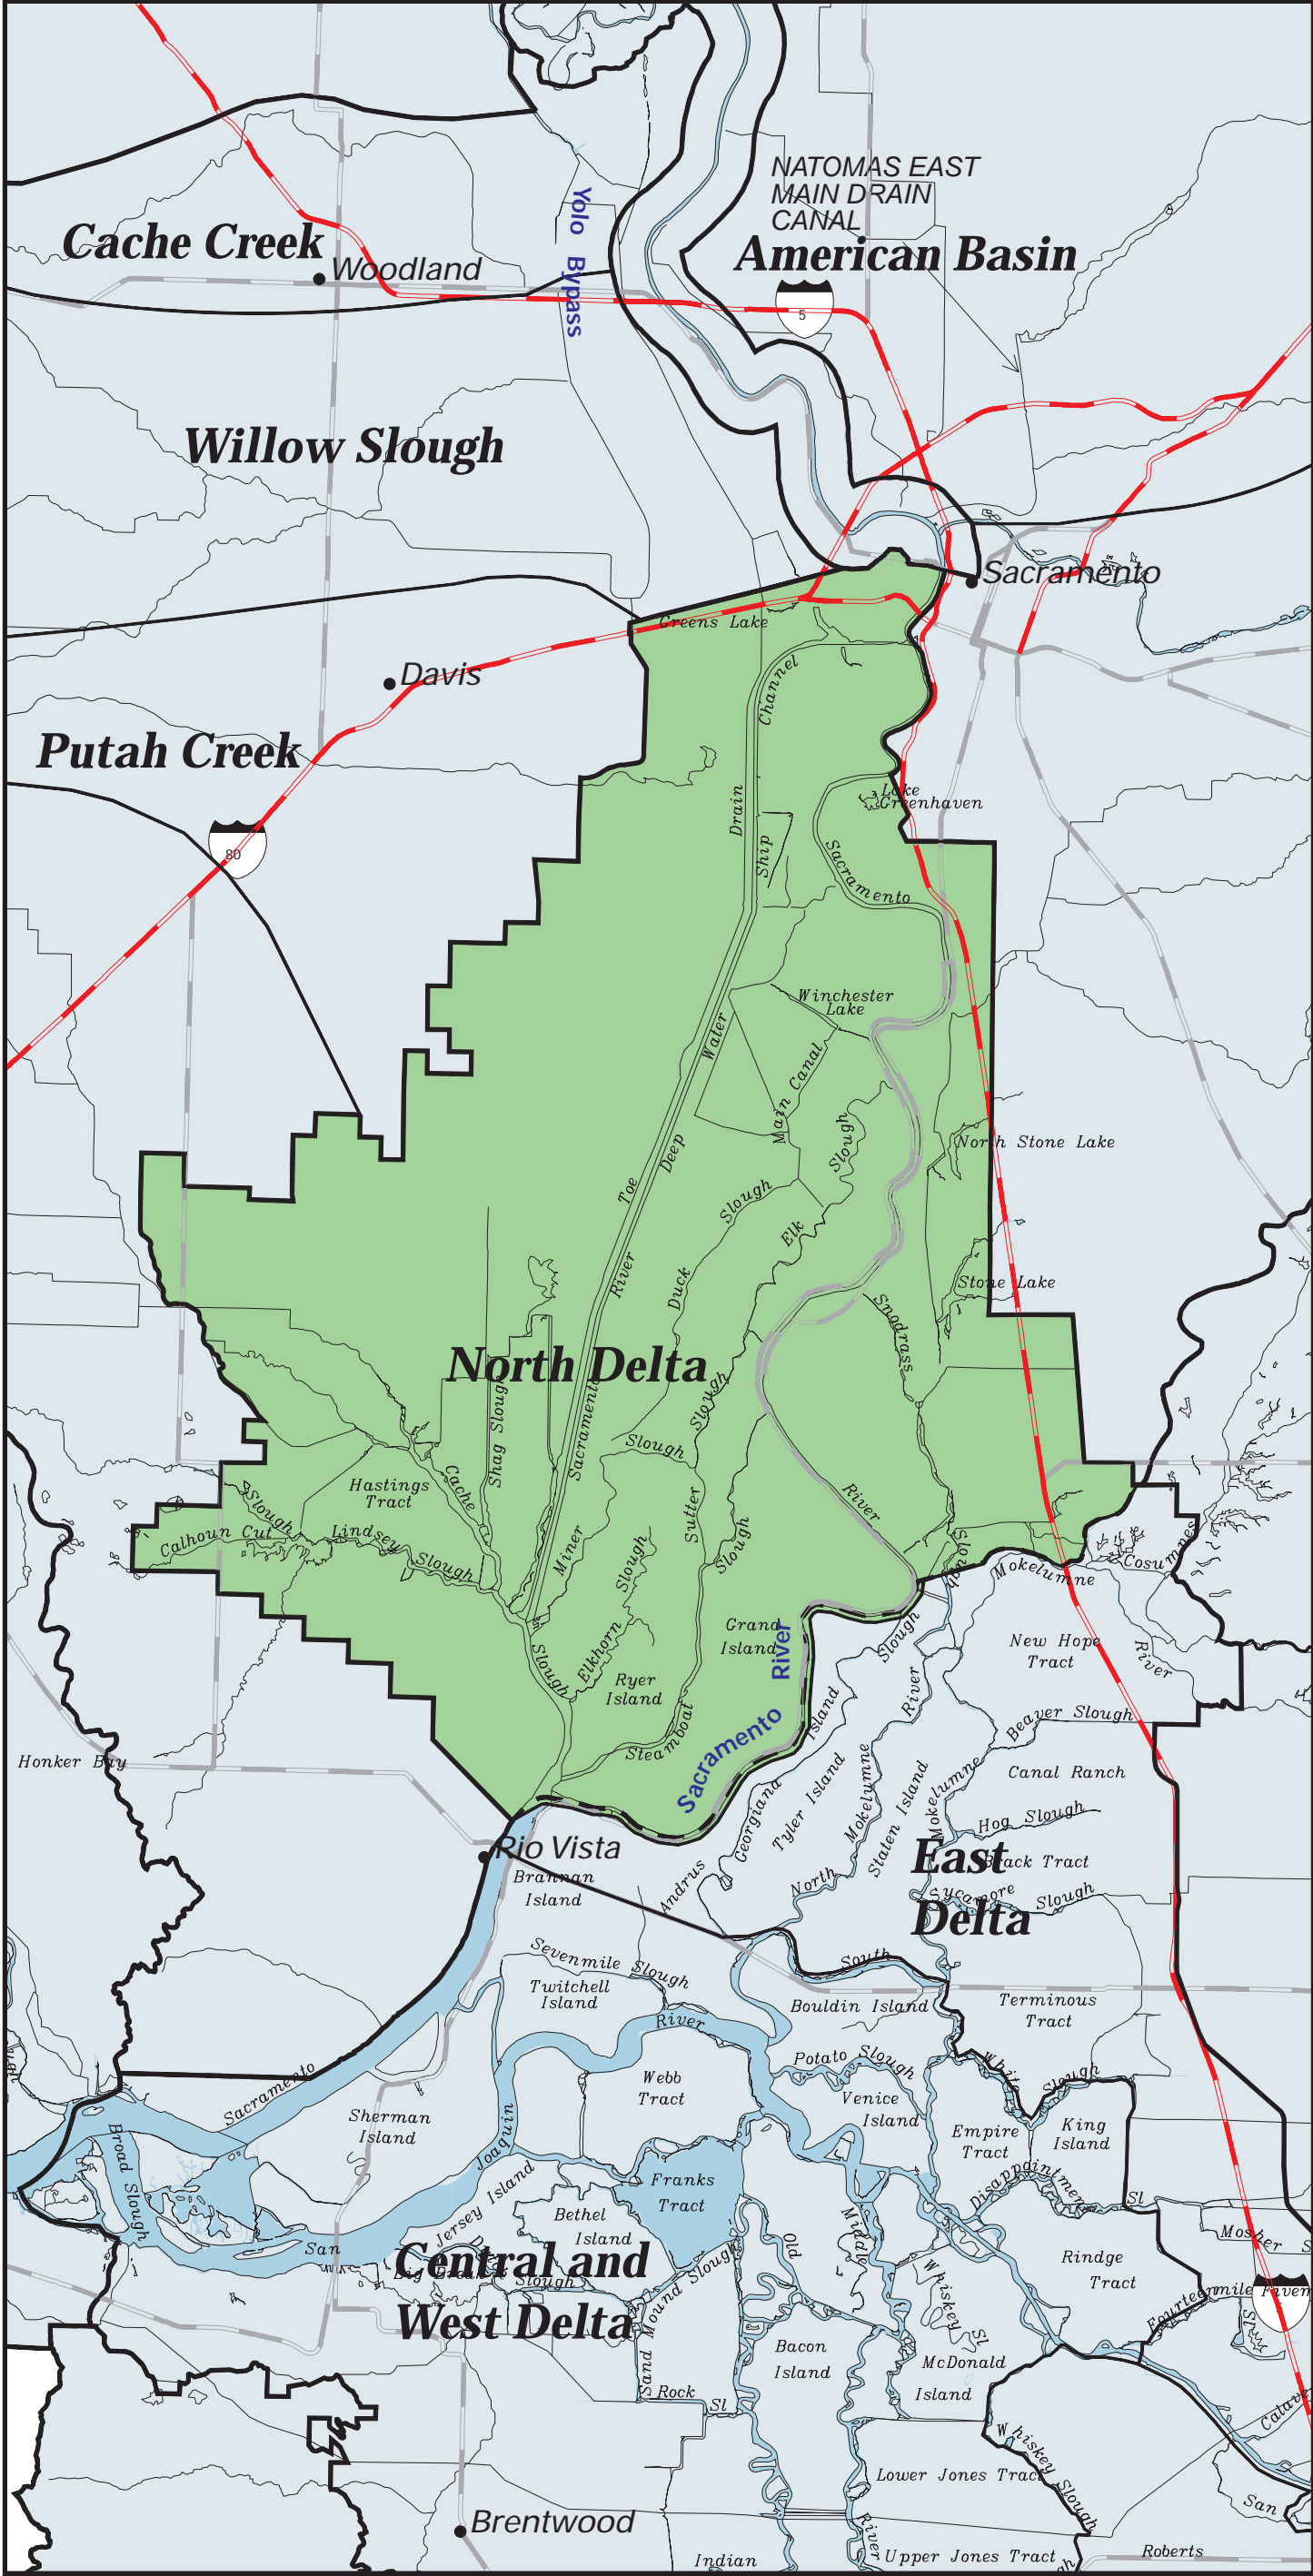 NATOMAS EAST
MAIN DRAIN
CANAL
Yolo Bypass
Cache Creek
Woodland
American Basin
5
Willow Slough
Sacramento
Greens Lake
Davis
Channel
Putah Creek
80
Lake
Greenhaven
Drain
Ship
Sacramento
Winchester
Lake
Water
Main Canal
Slough
North Stone Lake
Deep
Toe
Slough
Elk
River
Duck
Stone Lake
Snodrass
North Delta
Shag Slough
Sacramento
Slough
Slough
Hastings
Tract
Cache
Slough
Calhoun Cut
Lindsey
Slough
Miner
Sutter
Slough
Slough
River
Slough
Mokelumne
Cosumnes
Elkhorn
Slough
Grand
Island
River
Ryer
Island
Slough
New Hope
Tract
River
River
Island
Steamboat
Sacramento
Beaver Slough
Honker Bay
Canal Ranch
Georgiana
Tyler Island
Mokelumne
Staten Island
Mokelumne
Hog Slough
Rio Vista
Brannan
Island
Andrus
North
East
Delta
Brack Tract
Sycamore
Slough
Sevenmile Slough
South
Twitchell
Island
Bouldin Island
Terminous
Tract
River
Potato Slough
White
Slough
Webb
Tract
Venice
Island
Sacramento
Sherman
Island
Empire
Tract
King
Island
Broad Slough
Joaquin
Franks
Tract
Disappointment
Sl
Jersey Island
Bethel
Island
San
Old
Middle
Mosher
S
Central and
West Delta
Slough
Sand Mound Slough
Whiskey
Sl
Rindge
Tract
Fourteenmile
Fivem
Sl
Bacon
Island
McDonald
Island
Rock
Sl
Calave
Whiskey Slough
Lower Jones Tract
San
Brentwood
River
Indian
Upper Jones Tract
Roberts